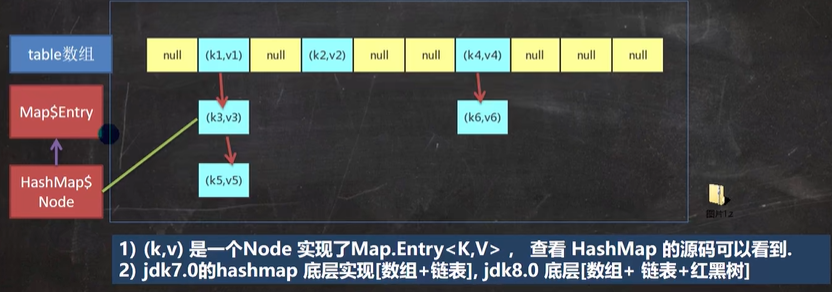 table数组
null
(k1,v1)
null
(k2,v2)
null
null
(k4,v4)
null
null
null
Map$Entry
(k3,v3)
(k6,v6)
HashMap$
Node
(k5,v5)
图片12
1) (k,v) 是一个Node 实现了Map.Entry<K,V> ， 查看 HashMap 的源码可以看到.
2) jdk7.0的hashmap 底层实现[数组+链表], jdk8.0 底层[数组+ 链表+红黑树]